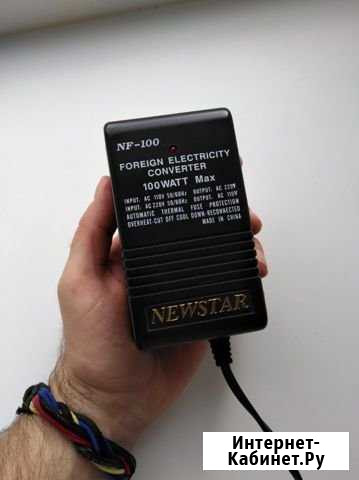 NF-100
FOREIGN ELECTRICITY
CONVERTER
100WATT Max
INPUT: AC 110V 50/60Hz OUTPUT: AC 220V
INPUT: AC 220V 50/60Hz OUTPUT: AC 110V
AUTOMATIC THERMAL FUSE PROTECTION
OVERHEAT CUT OFF COOL DOWN RECONNECTED
MADE IN CHINA
NEWSTAR
Интернет-
Кабинет.Ру